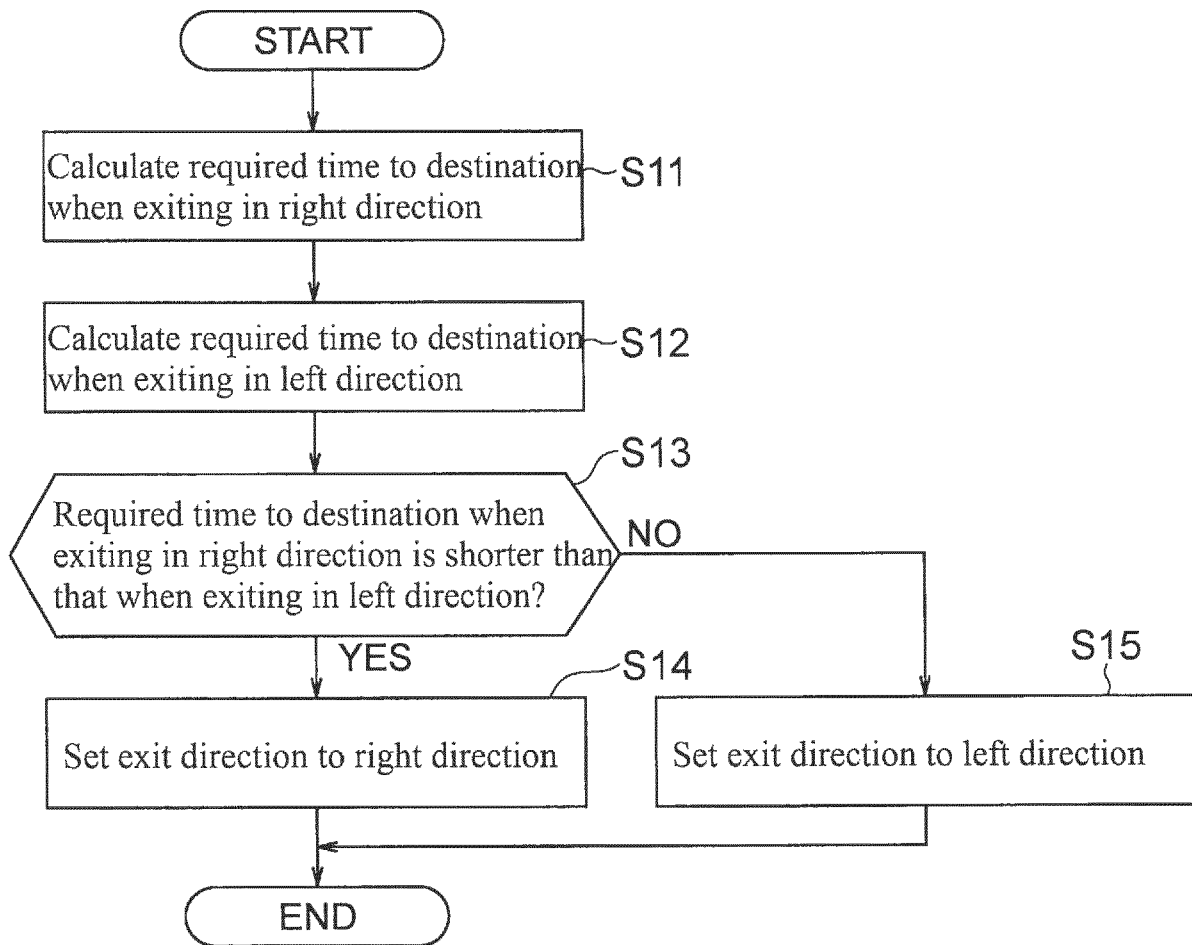 START
Calculate required time to destination
when exiting in right direction
S11
Calculate required time to destination
when exiting in left direction
S12
S13
Required time to destination when
exiting in right direction is shorter than
that when exiting in left direction?
NO
YES
S14
S15
Set exit direction to right direction
Set exit direction to left direction
END